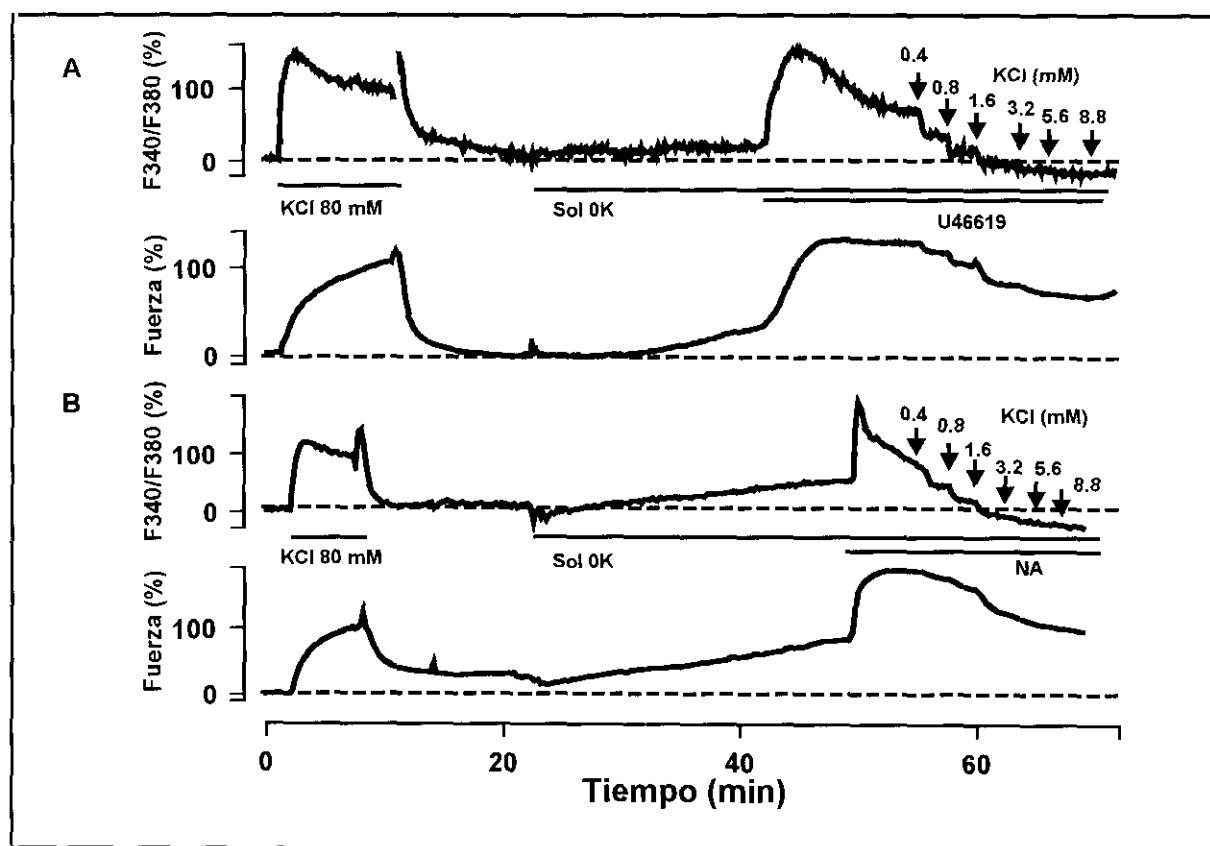 A
F340/F380 (%)
100
0
0.4
0.8
KCl (mM)
1.6
3.2
5.6
8.8
KCl 80 mM
Sol 0K
U46619
Fuerza (%)
100
0
B
F340/F380 (%)
100
0
0.4
0.8
KCl (mM)
1.6
3.2
5.6
8.8
KCl 80 mM
Sol 0K
NA
Fuerza (%)
100
0
0
20
40
60
Tiempo (min)